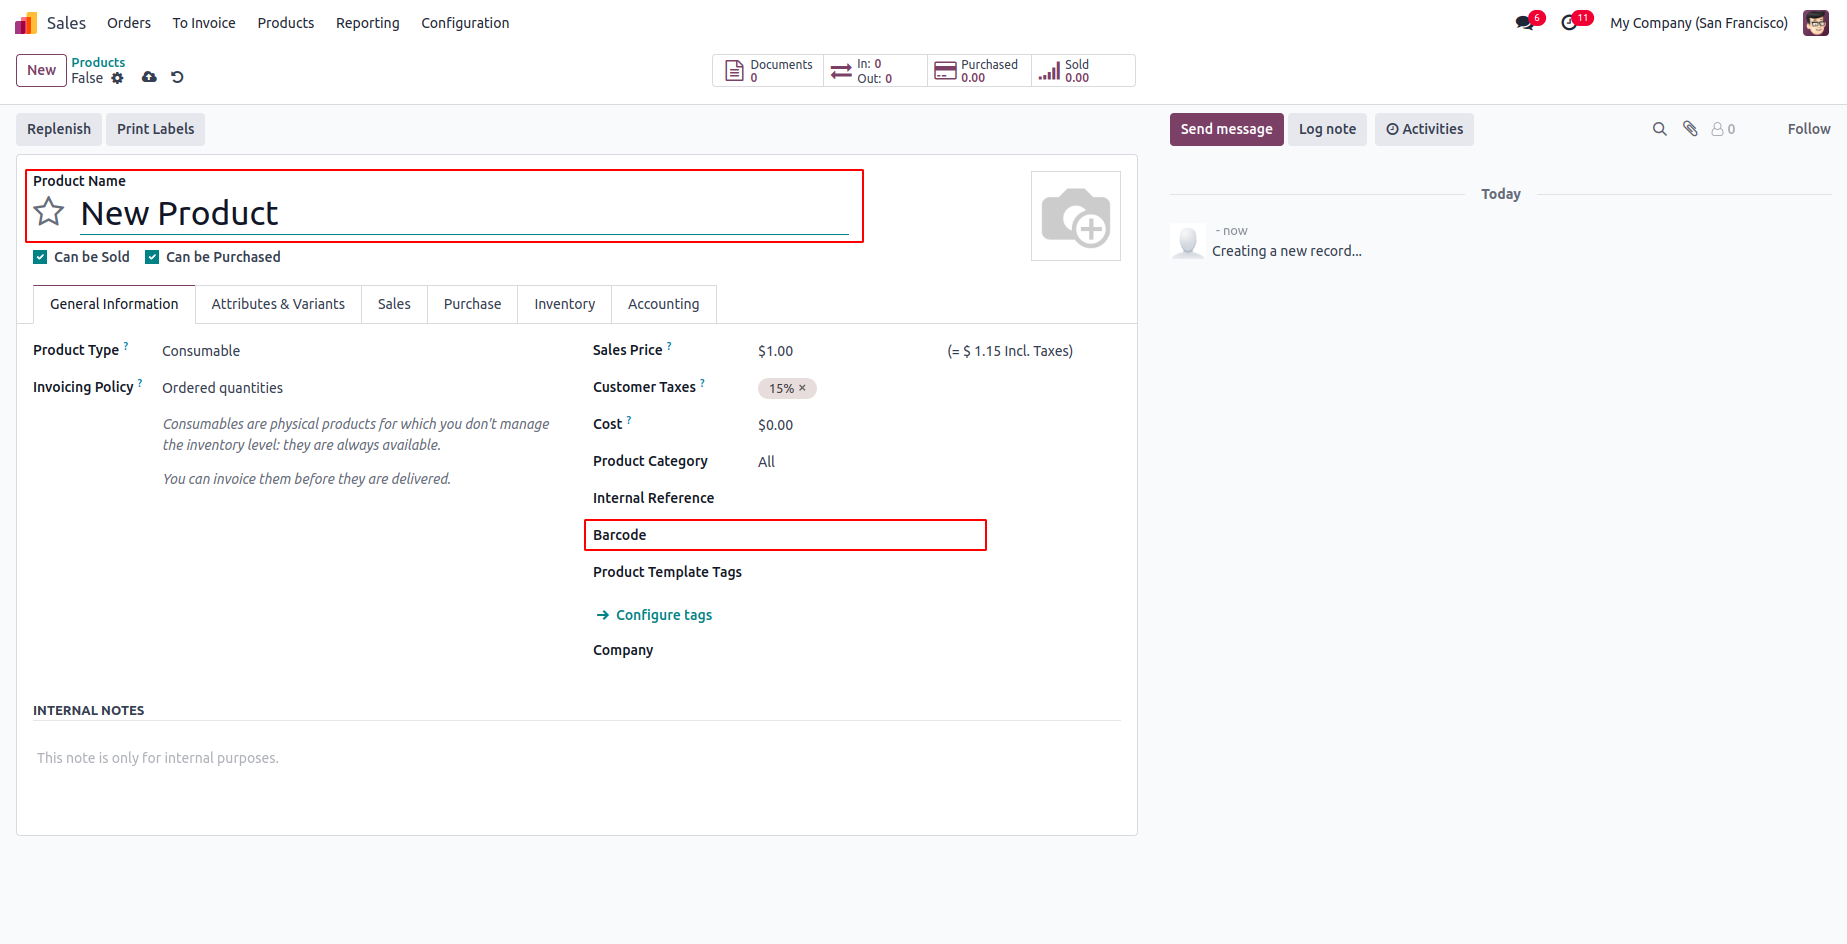 Sales Orders To Invoice Products Reporting Configuration 6 11 My Company (San Francisco)
New Products
False
Documents 0
In: 0
Out: 0
Purchased 0.00
Sold 0.00
Replenish Print Labels
Send message Log note Activities 0 Follow
Product Name
New Product
Can be Sold Can be Purchased
General Information Attributes & Variants Sales Purchase Inventory Accounting
Product Type ? Consumable
Invoicing Policy ? Ordered quantities
Consumables are physical products for which you don't manage
the inventory level: they are always available.
You can invoice them before they are delivered.
Sales Price ? $1.00 (= $ 1.15 Incl. Taxes)
Customer Taxes ? 15% ×
Cost ? $0.00
Product Category All
Internal Reference
Barcode
Product Template Tags
Configure tags
Company
INTERNAL NOTES
This note is only for internal purposes.
Today
- now
Creating a new record...